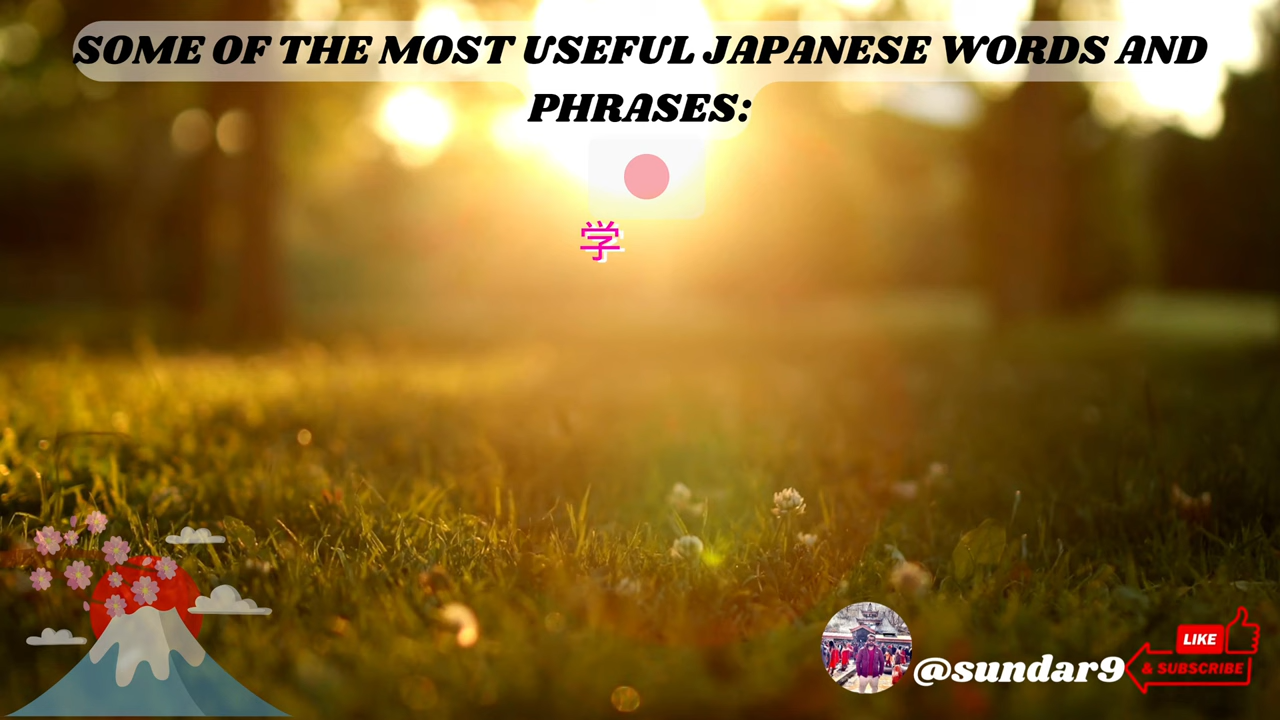 SOME OF THE MOST USEFUL JAPANESE WORDS AND
PHRASES:
学
@sundar9
LIKE
& SUBSCRIBE